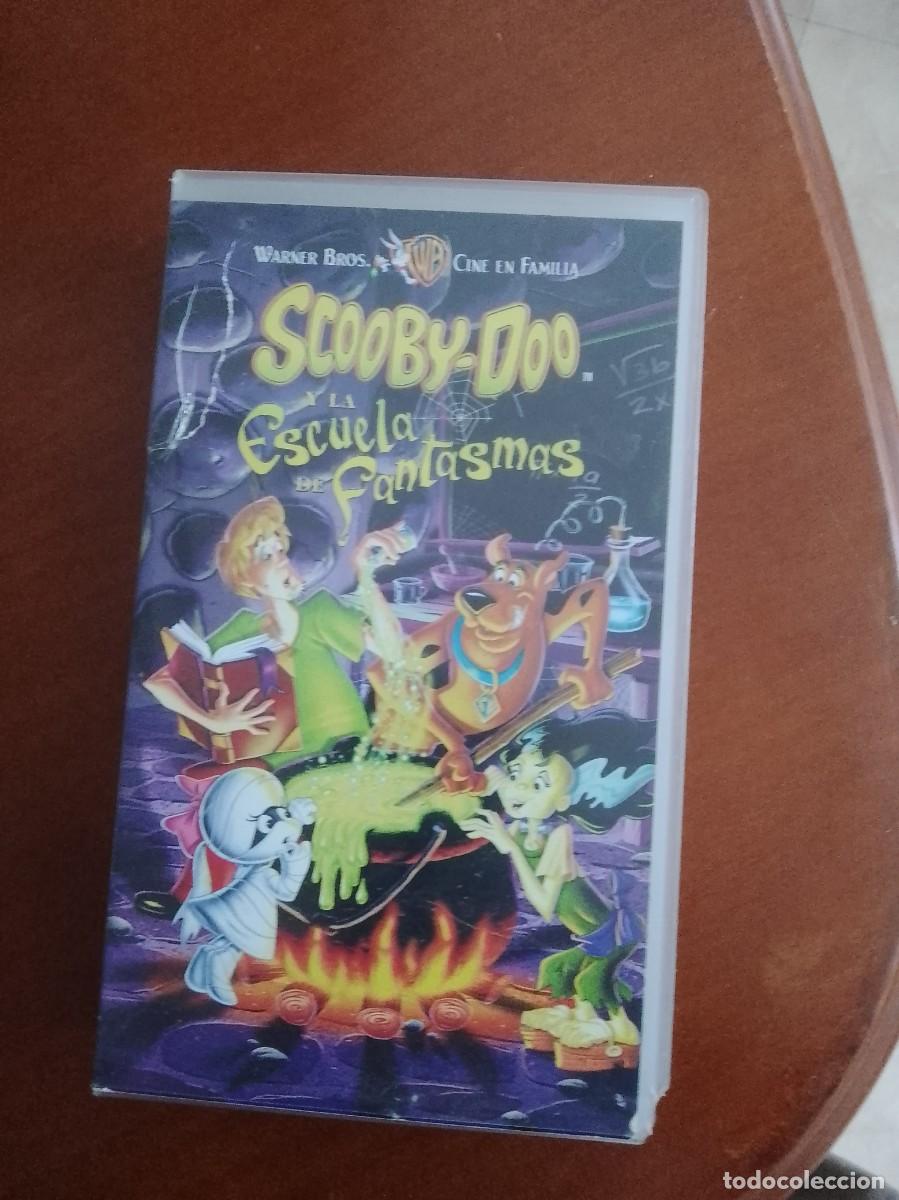 WARNER BROS. WB CINE EN FAMILIA
SCOOBY-DOO TM
Y LA
Escuela
DE Fantasmas
√36
2x
todocoleccion